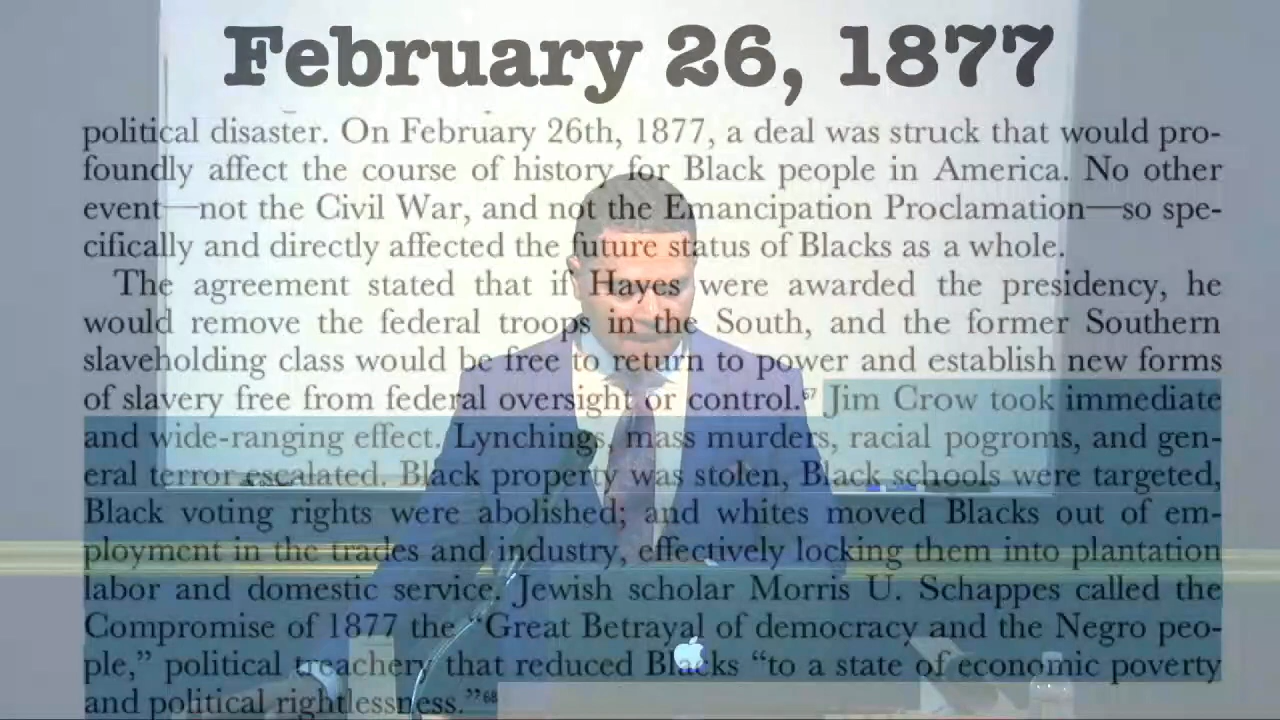 February 26, 1877
political disaster. On February 26th, 1877, a deal was struck that would pro-
foundly affect the course of history for Black people in America. No other
event—not the Civil War, and not the Emancipation Proclamation—so spe-
cifically and directly affected the future status of Blacks as a whole.
The agreement stated that if Hayes were awarded the presidency, he
would remove the federal troops in the South, and the former Southern
slaveholding class would be free to return to power and establish new forms
of slavery free from federal oversight or control.67 Jim Crow took immediate
and wide-ranging effect. Lynchings, mass murders, racial pogroms, and gen-
eral terror escalated. Black property was stolen, Black schools were targeted,
Black voting rights were abolished; and whites moved Blacks out of em-
ployment in the trades and industry, effectively locking them into plantation
labor and domestic service. Jewish scholar Morris U. Schappes called the
Compromise of 1877 the “Great Betrayal of democracy and the Negro peo-
ple,” political treachery that reduced Blacks “to a state of economic poverty
and political rightlessness.”68